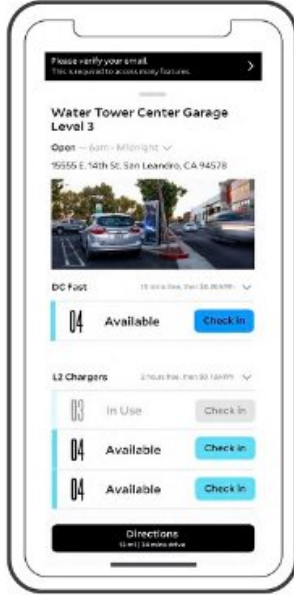 Please verify your email.
This is required to access many features.
Water Tower Center Garage
Level 3
Open – 6am - Midnight
15555 E. 14th St. San Leandro, CA 94578
DC Fast
04 Available Check in
L2 Chargers
03 In Use Check in
04 Available Check in
04 Available Check in
Directions